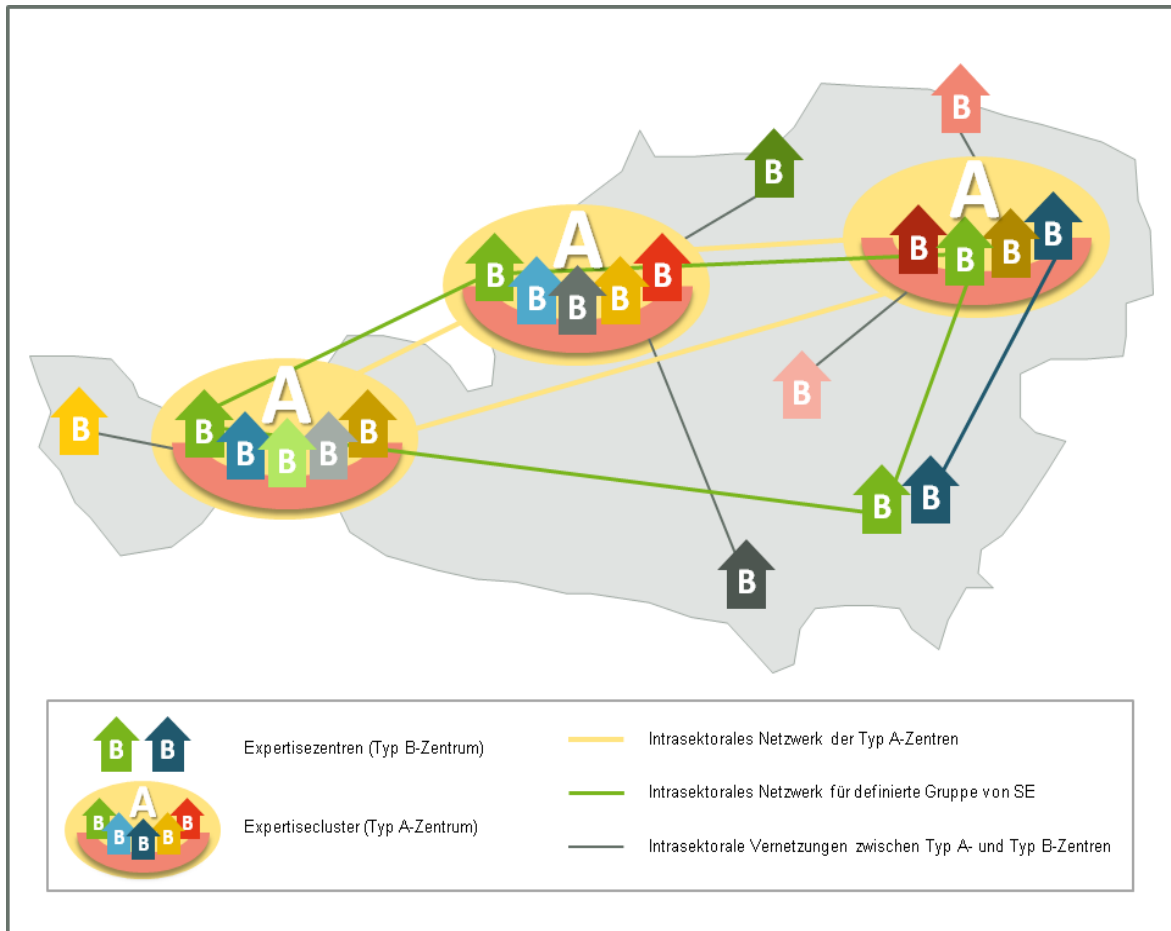 B
B
A
A
B B B B
B B B B B
B
A
B
B B B B B
B B
B
B B
Expertisezentren (Typ B-Zentrum)
A
B B B B B
Expertisecluster (Typ A-Zentrum)
Intrasektorales Netzwerk der Typ A-Zentren
Intrasektorales Netzwerk für definierte Gruppe von SE
Intrasektorale Vernetzungen zwischen Typ A- und Typ B-Zentren